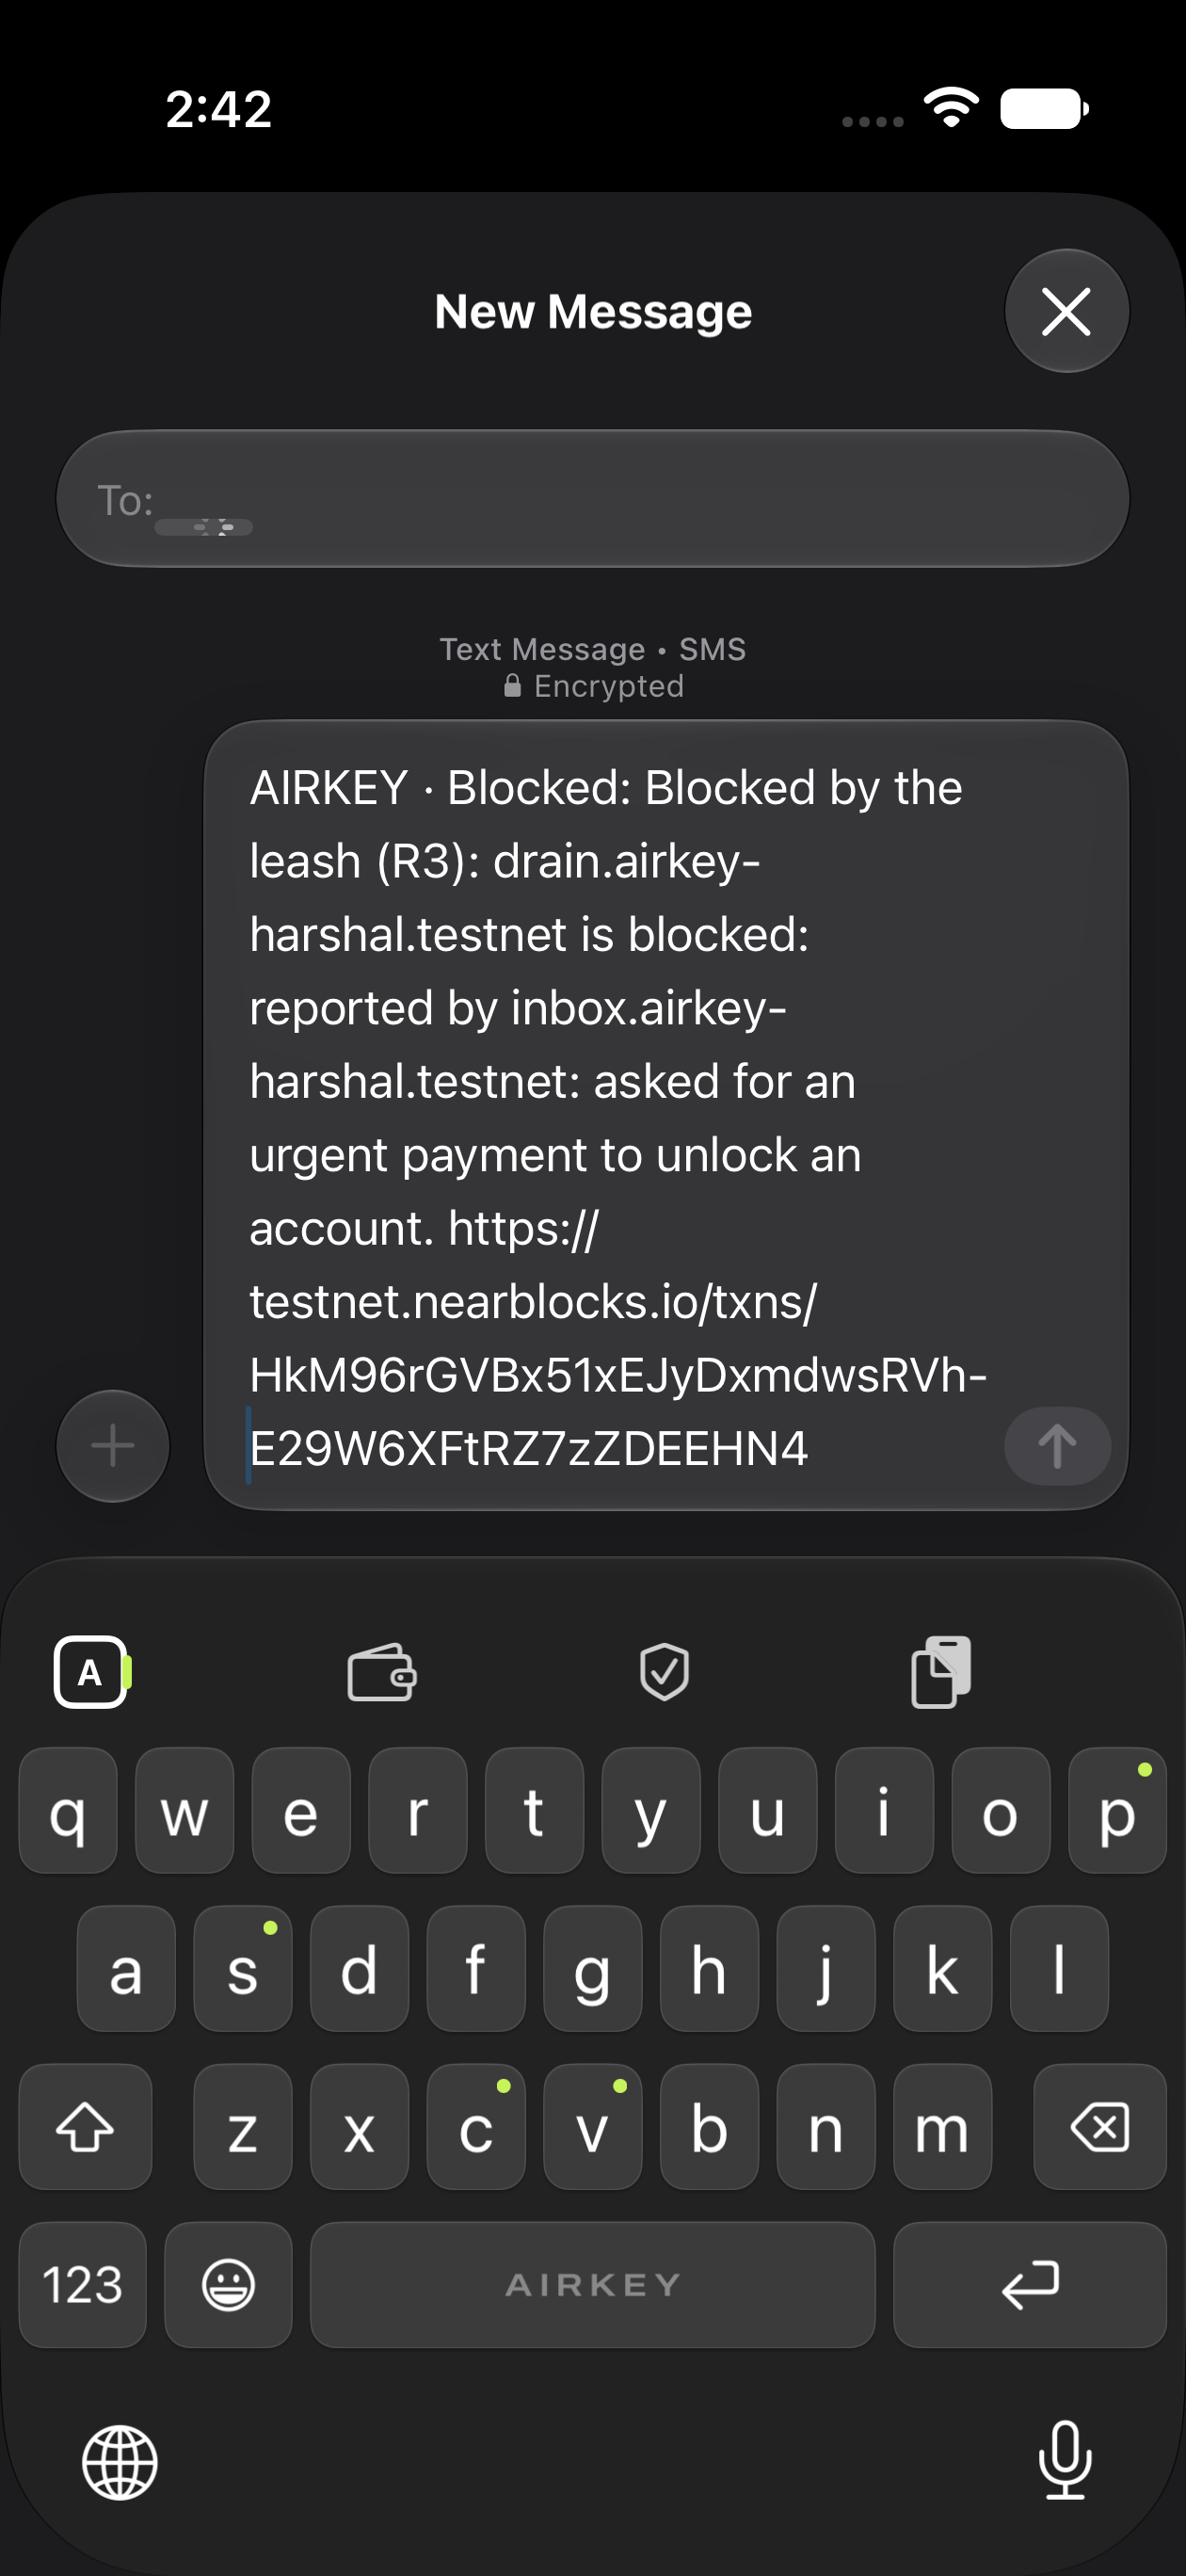 2:42
New Message
To:
Text Message • SMS
Encrypted
AIRKEY · Blocked: Blocked by the
leash (R3): drain.airkey-
harshal.testnet is blocked:
reported by inbox.airkey-
harshal.testnet: asked for an
urgent payment to unlock an
account. https://
testnet.nearblocks.io/txns/
HkM96rGVBx51xEJyDxmdwsRVh-
E29W6XFtRZ7zZDEEHN4
A
q w e r t y u i o p
a s d f g h j k l
z x c v b n m
123 AIRKEY